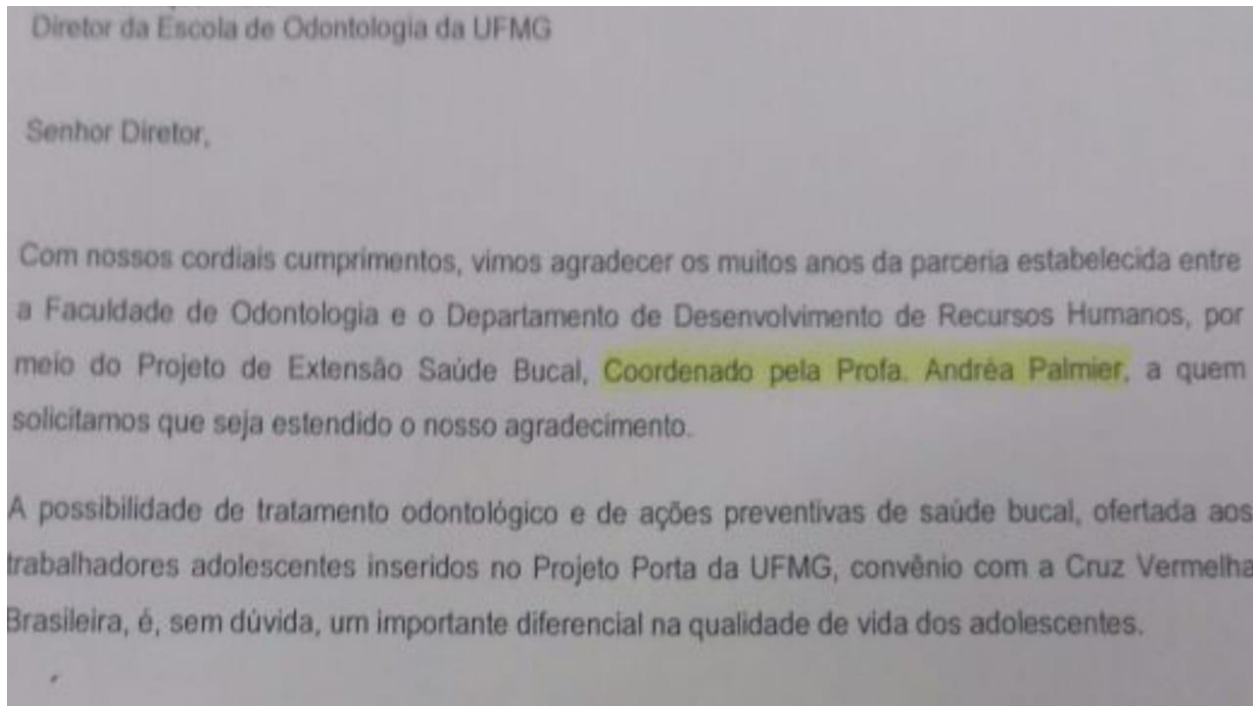 Diretor da Escola de Odontologia da UFMG
Senhor Diretor,
Com nossos cordiais cumprimentos, vimos agradecer os muitos anos da parceria estabelecida entre
a Faculdade de Odontologia e o Departamento de Desenvolvimento de Recursos Humanos, por
meio do Projeto de Extensão Saúde Bucal, Coordenado pela Profa. Andréa Palmier, a quem
solicitamos que seja estendido o nosso agradecimento.
A possibilidade de tratamento odontológico e de ações preventivas de saúde bucal, ofertada aos
trabalhadores adolescentes inseridos no Projeto Porta da UFMG, convênio com a Cruz Vermelha
Brasileira, é, sem dúvida, um importante diferencial na qualidade de vida dos adolescentes.